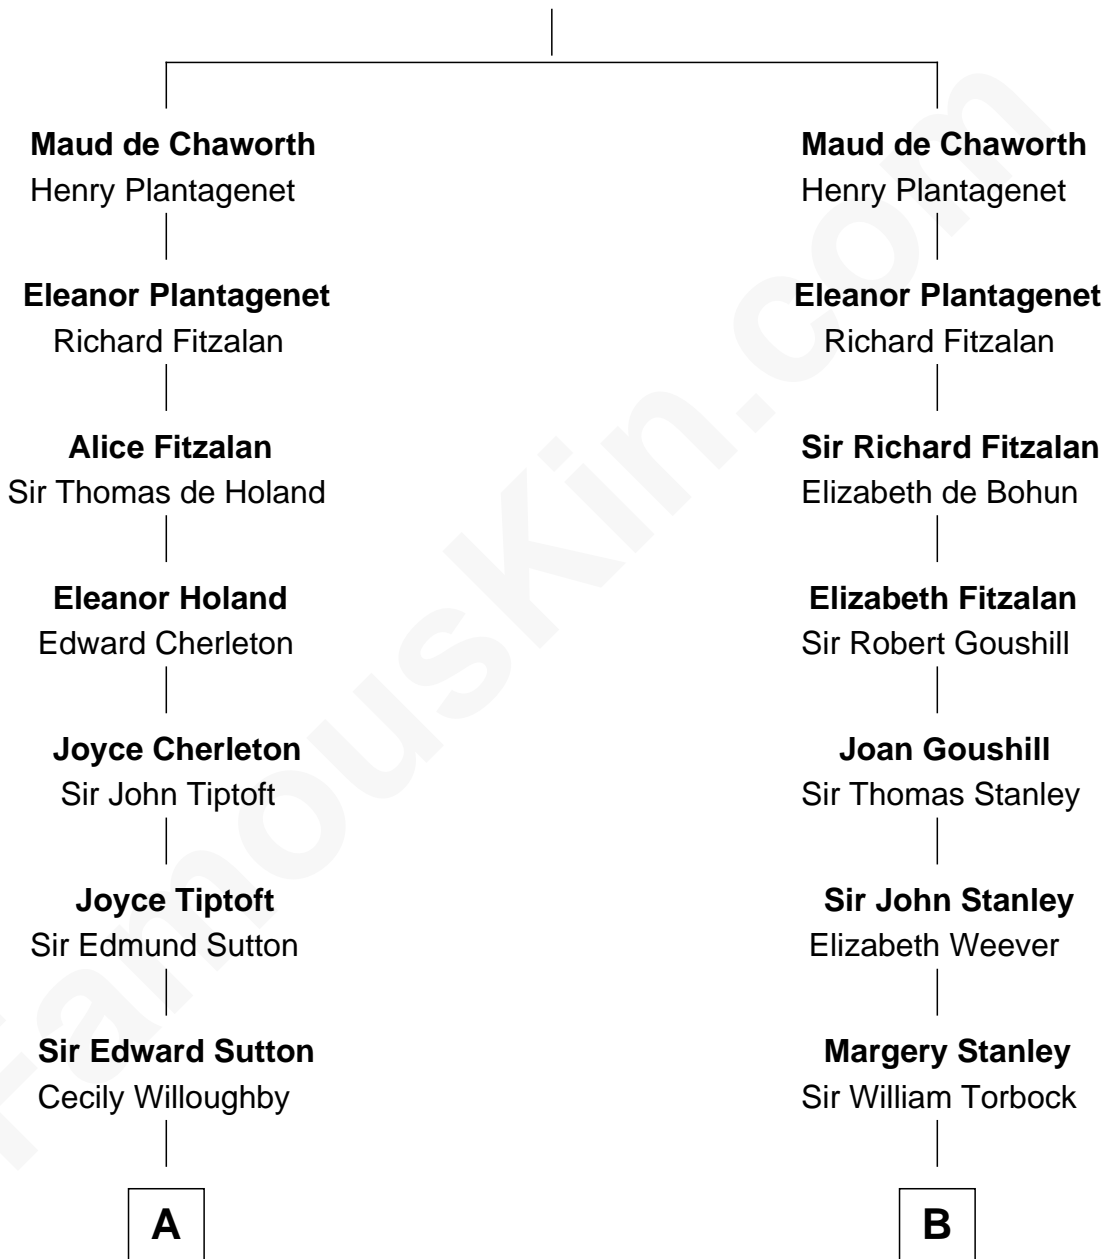 Maud de Chaworth
Henry Plantagenet
Eleanor Plantagenet
Richard Fitzalan
Alice Fitzalan
Sir Thomas de Holand
Eleanor Holand
Edward Cherleton
Joyce Cherleton
Sir John Tiptoft
Joyce Tiptoft
Sir Edmund Sutton
Sir Edward Sutton
Cecily Willoughby
A
Maud de Chaworth
Henry Plantagenet
Eleanor Plantagenet
Richard Fitzalan
Sir Richard Fitzalan
Elizabeth de Bohun
Elizabeth Fitzalan
Sir Robert Goushill
Joan Goushill
Sir Thomas Stanley
Sir John Stanley
Elizabeth Weever
Margery Stanley
Sir William Torbock
B
FamousKin.com